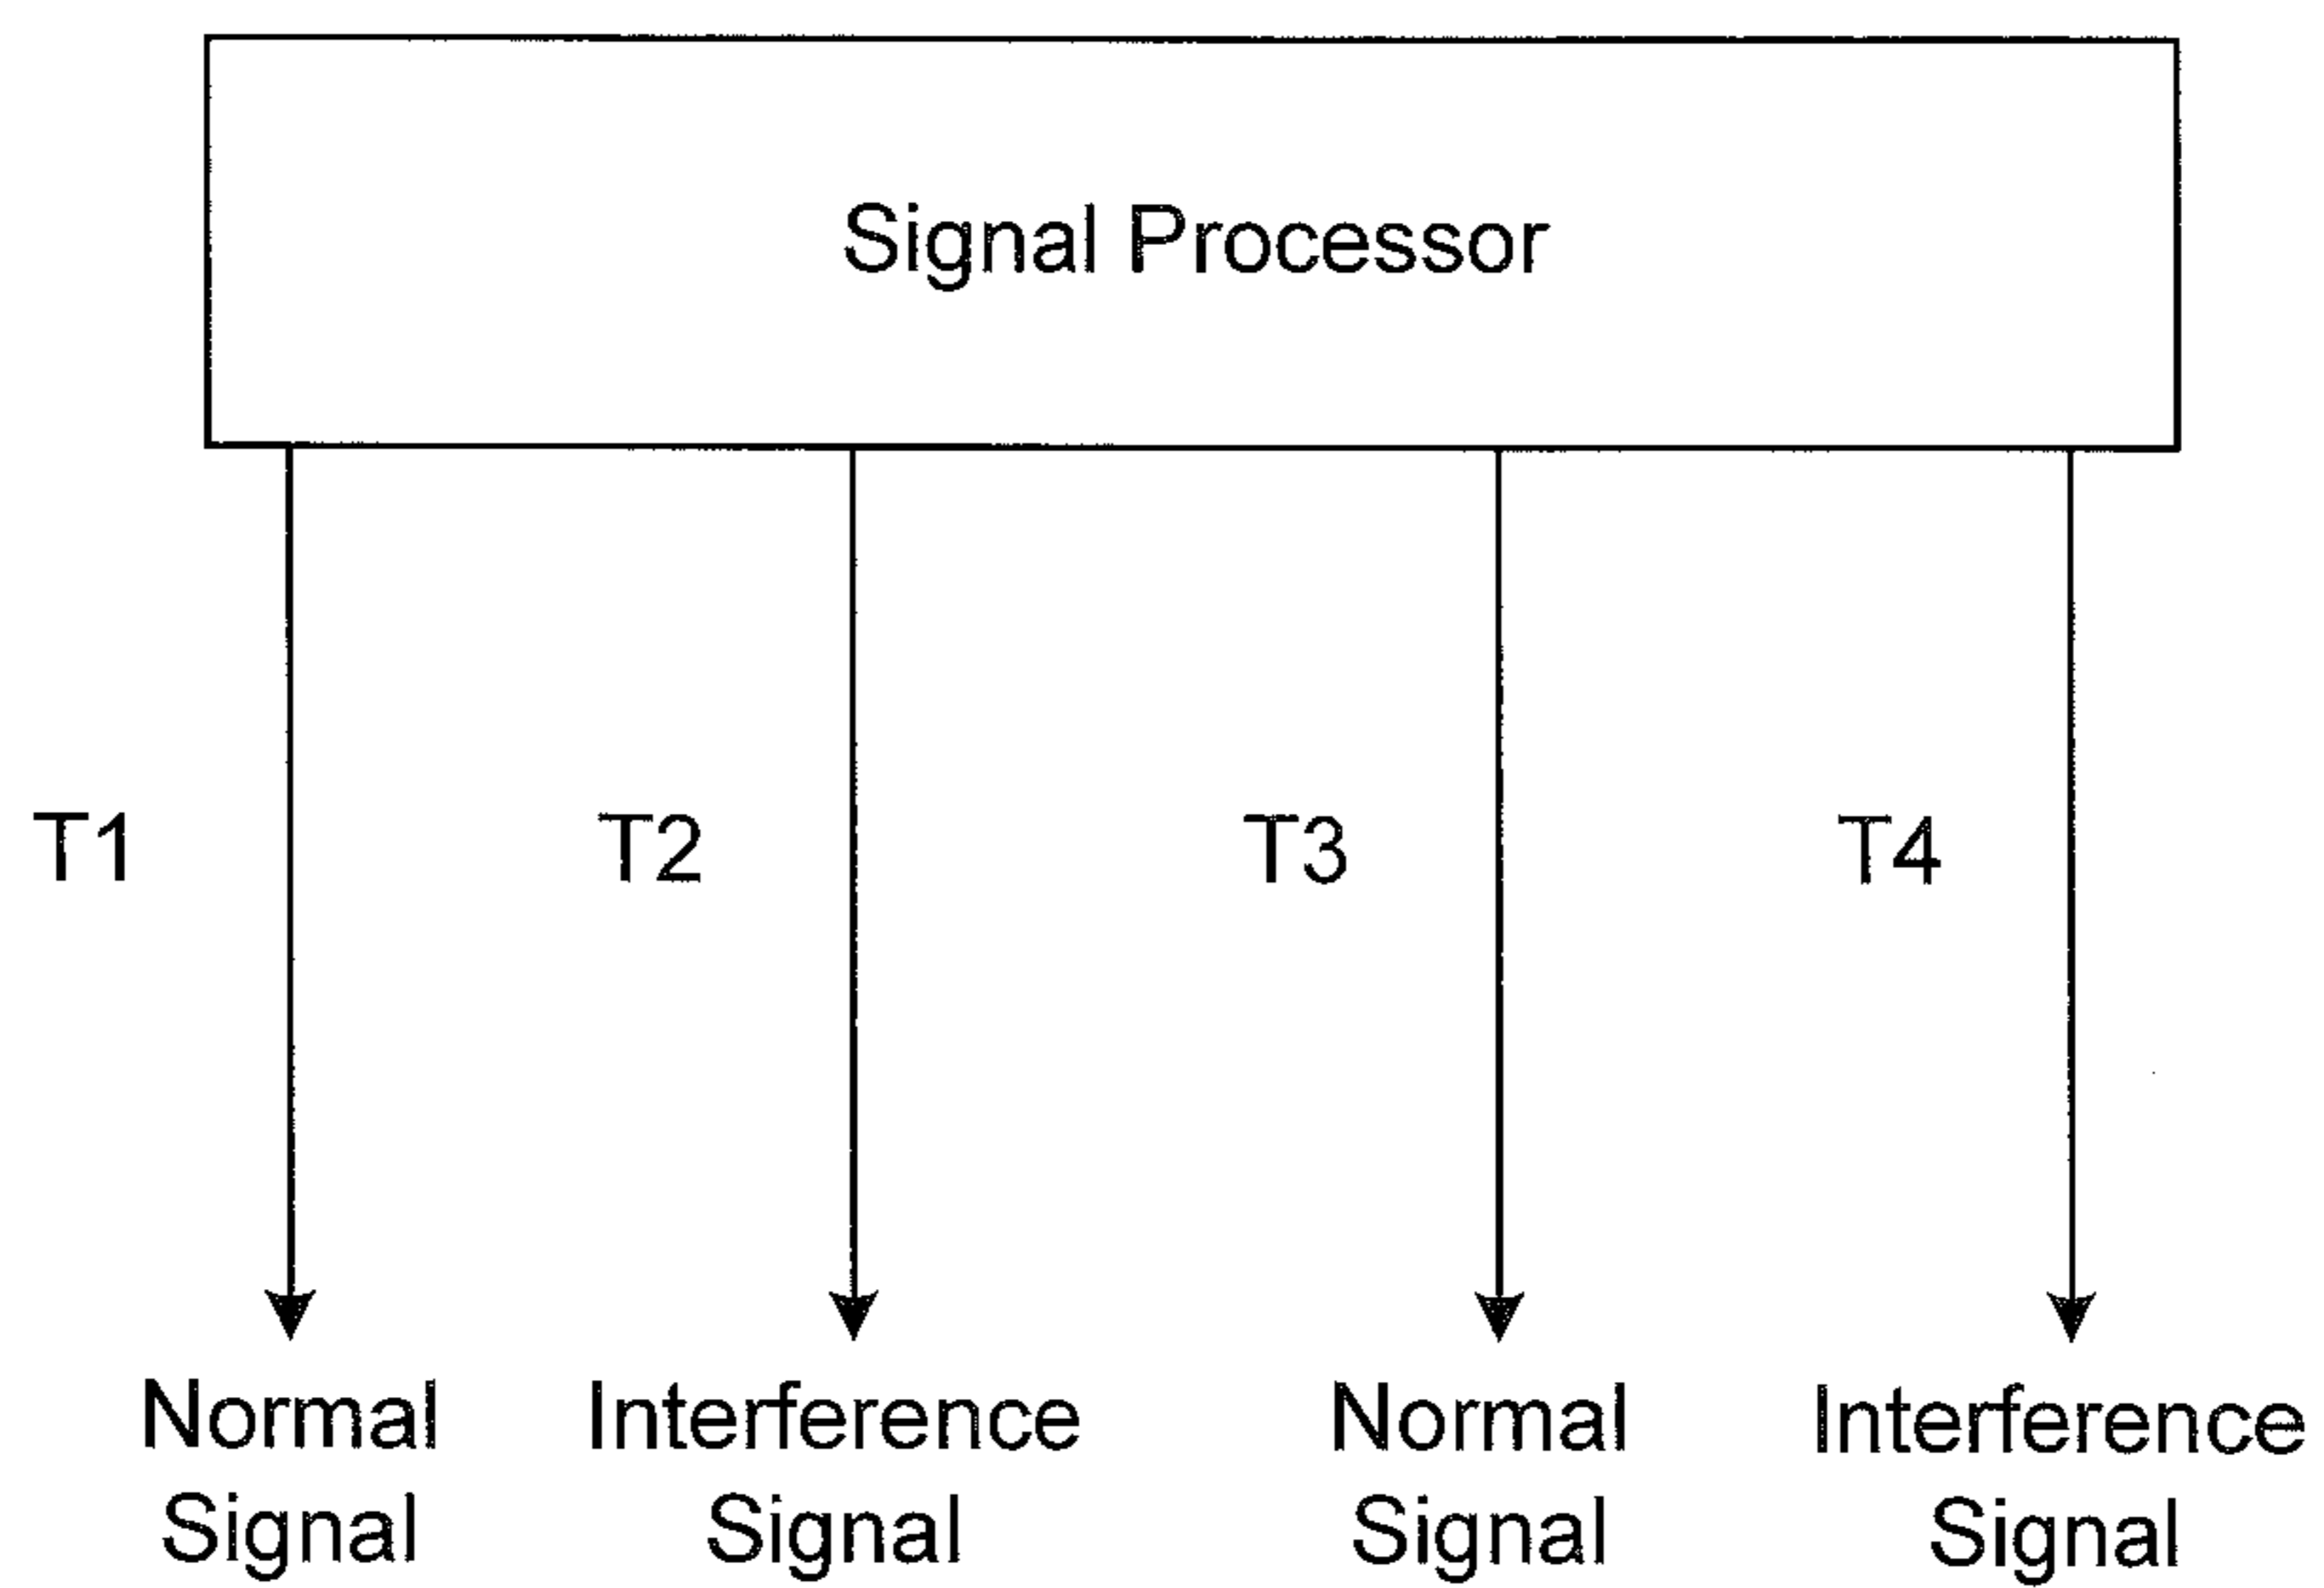 Signal Processor
T1
T2
T3
T4
Normal
Signal
Interference
Signal
Normal
Signal
Interference
Signal